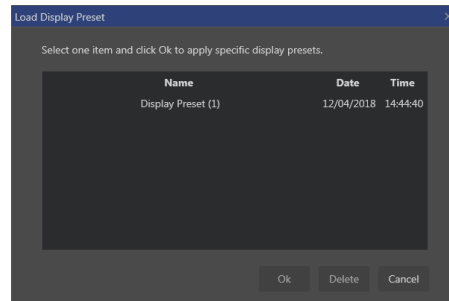 Load Display Preset
Select one item and click Ok to apply specific display presets.
Name Date Time
Display Preset (1) 12/04/2018 14:44:40
Ok Delete Cancel